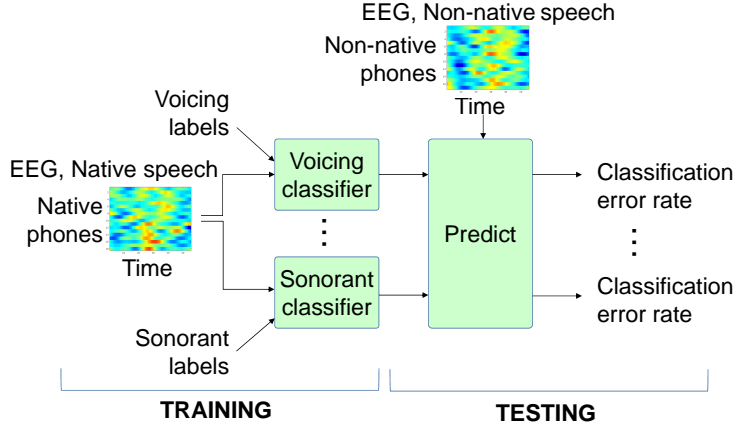 EEG, Non-native speech
Non-native
phones
Time
Voicing
labels
EEG, Native speech
Native
phones
Time
Voicing
classifier
Sonorant
classifier
Sonorant
labels
Predict
Classification
error rate
Classification
error rate
TRAINING
TESTING